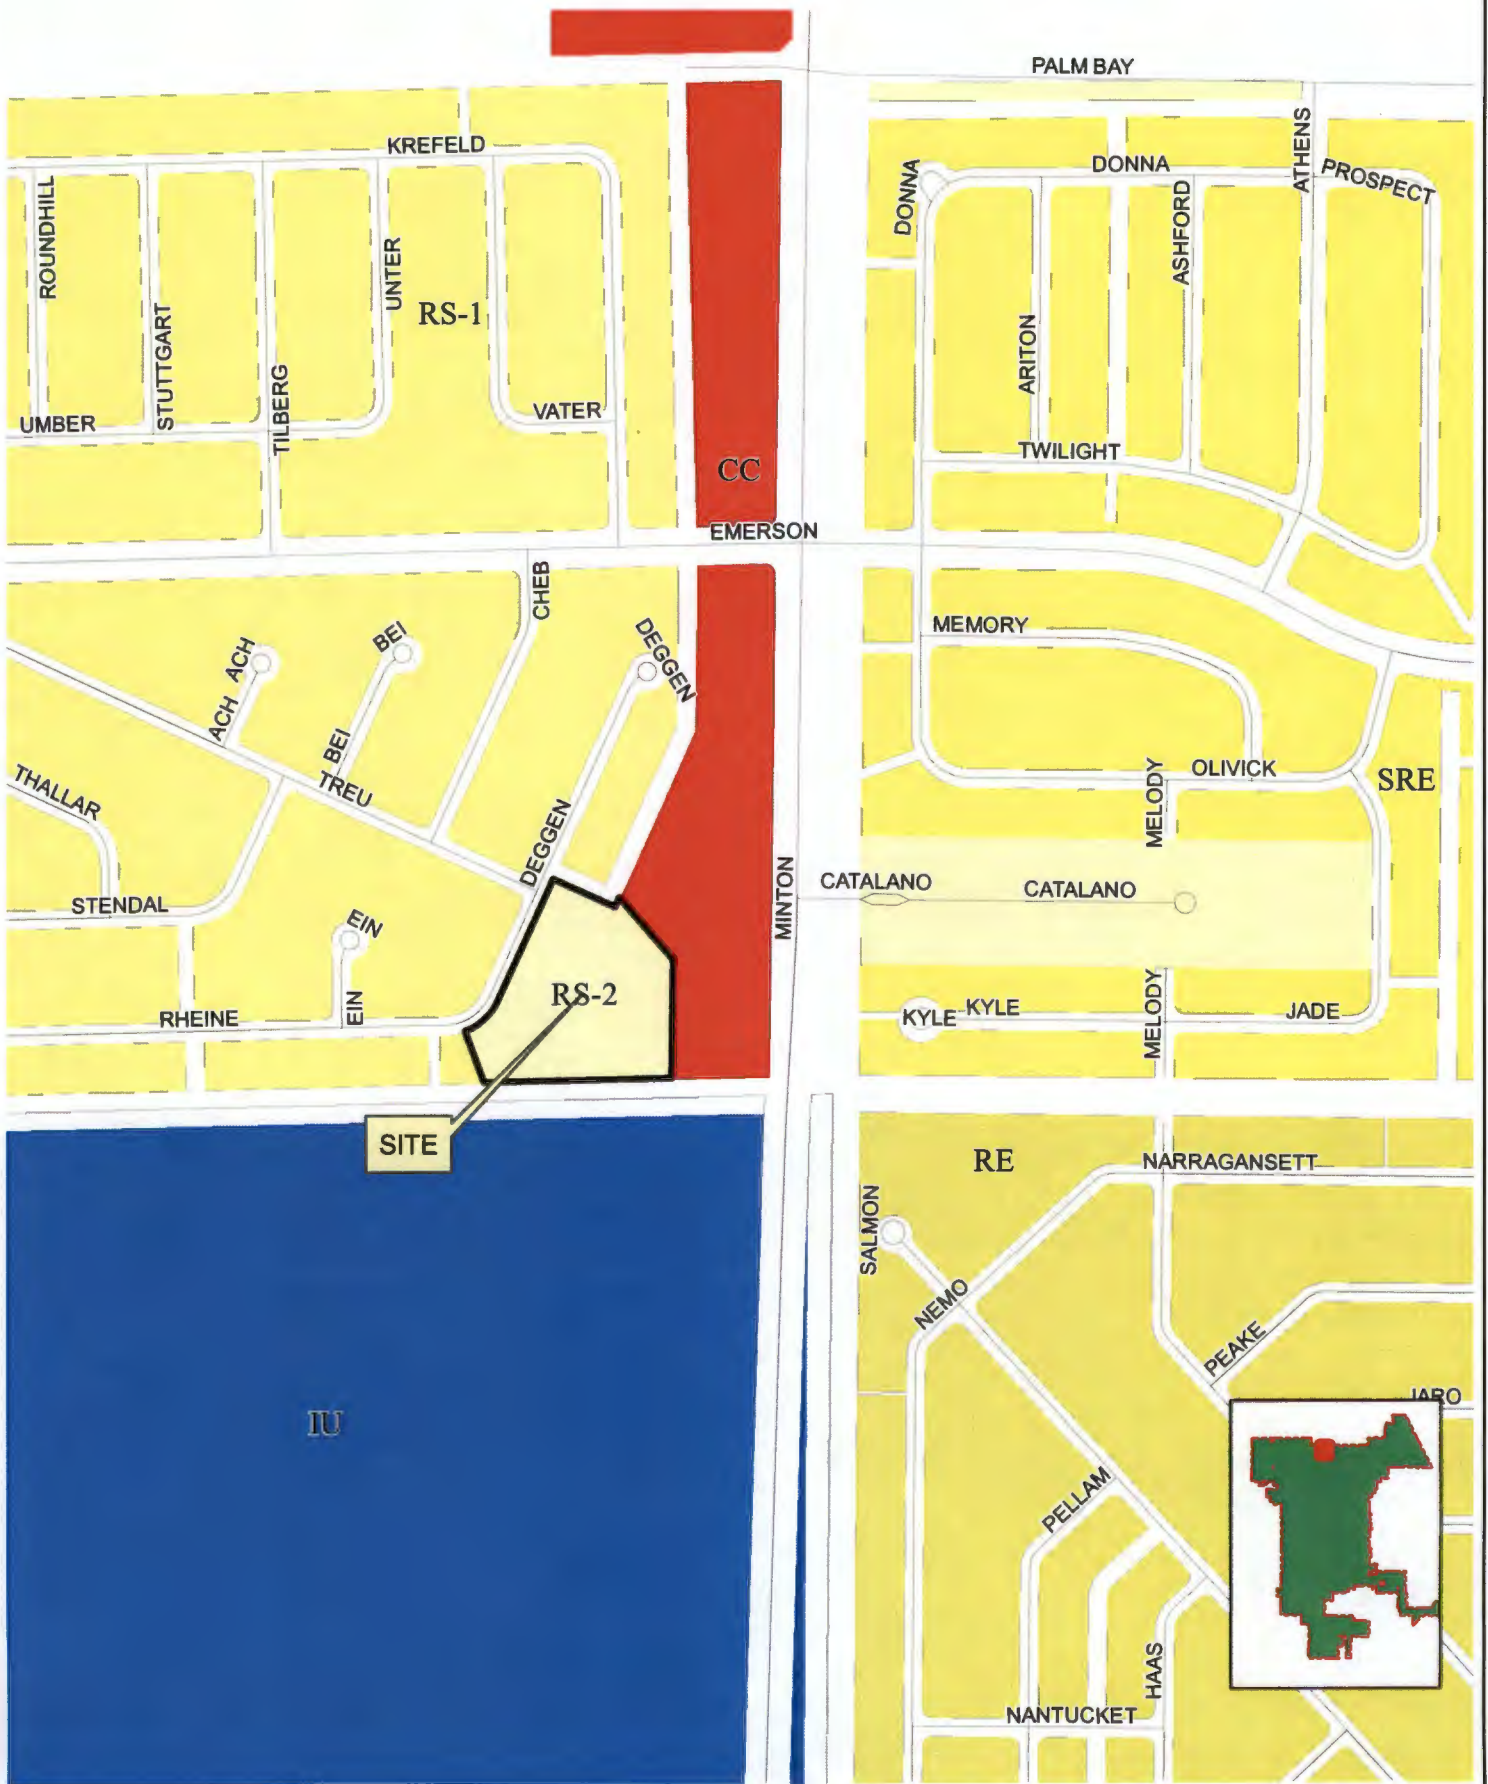 PALM BAY
KREFELD
ROUNDHILL
STUTTGART
TILBERG
UNTER
RS-1
UMBER
VATER
CC
DONNA
DONNA
ATHENS
PROSPECT
ASHFORD
ARITON
TWILIGHT
EMERSON
CHEB
DEGGEN
BEI
ACH
ACH
BEI
TREU
THALLAR
DEGGEN
STENDAL
EIN
EIN
RHEINE
RS-2
SITE
MINTON
MEMORY
OLIVICK
MELODY
SRE
CATALANO
CATALANO
KYLE
KYLE
MELODY
JADE
RE
NARRAGANSETT
SALMON
NEMO
PEAKE
JARO
IU
PELLAM
HAAS
NANTUCKET